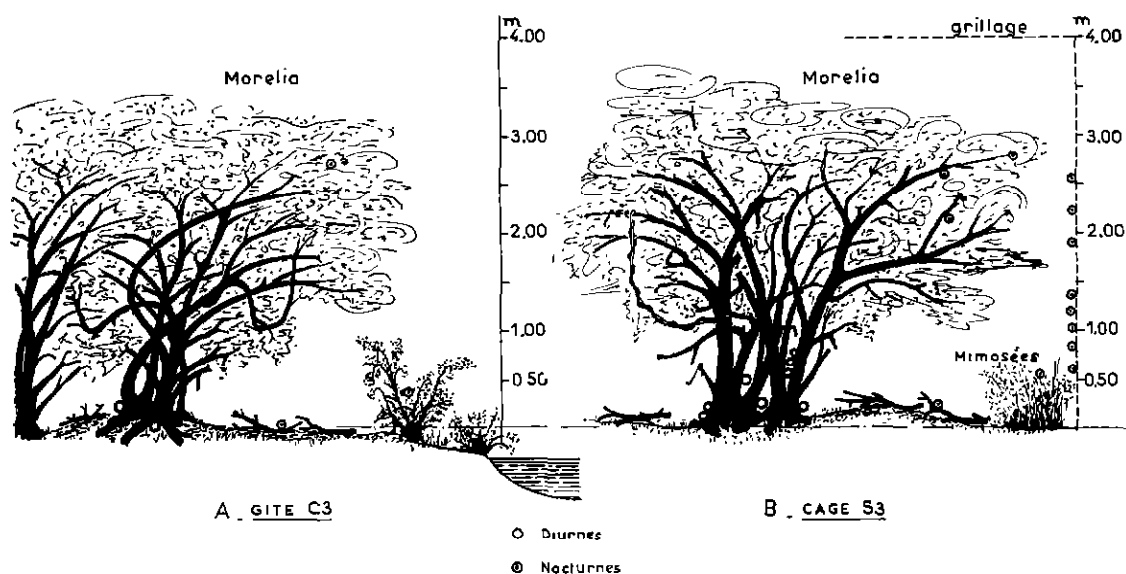 m
4.00
Morelia
3.00
2.00
1.00
0.50
A _ GITE C3
grillage
m
4.00
Morelia
3.00
2.00
1.00
Mimosées
0.50
B _ CAGE S3
Diurnes
Nocturnes